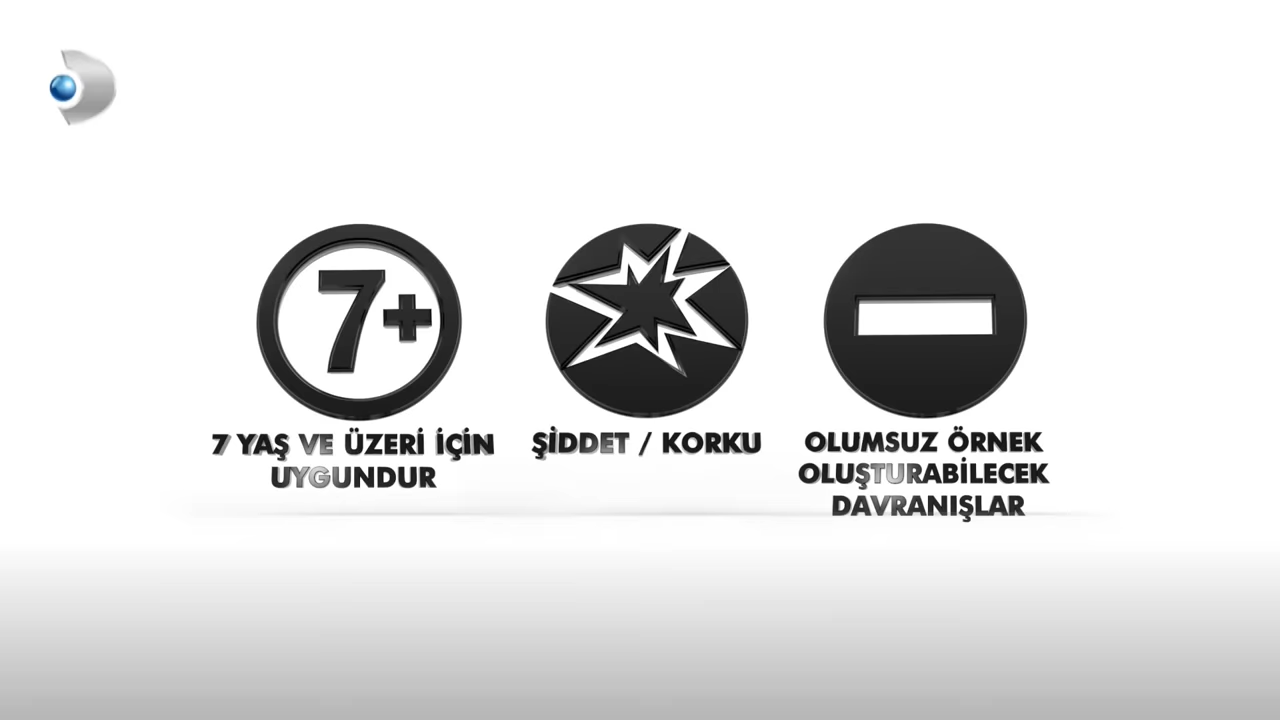 7+
7 YAŞ VE ÜZERİ İÇİN
UYGUNDUR
ŞİDDET / KORKU
OLUMSUZ ÖRNEK
OLUŞTURABİLECEK
DAVRANIŞLAR